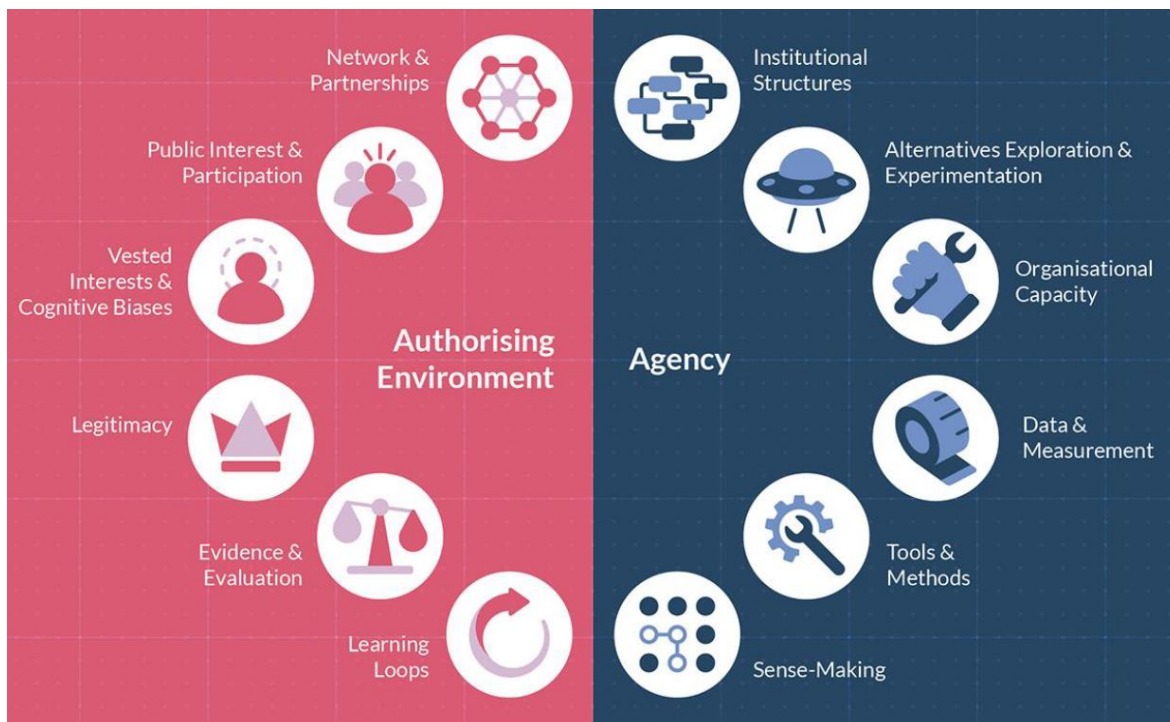 Network &
Partnerships
Public Interest &
Participation
Vested
Interests &
Cognitive Biases
Legitimacy
Evidence &
Evaluation
Learning
Loops
Authorising
Environment
Agency
Institutional
Structures
Alternatives Exploration &
Experimentation
Organisational
Capacity
Data &
Measurement
Tools &
Methods
Sense-Making